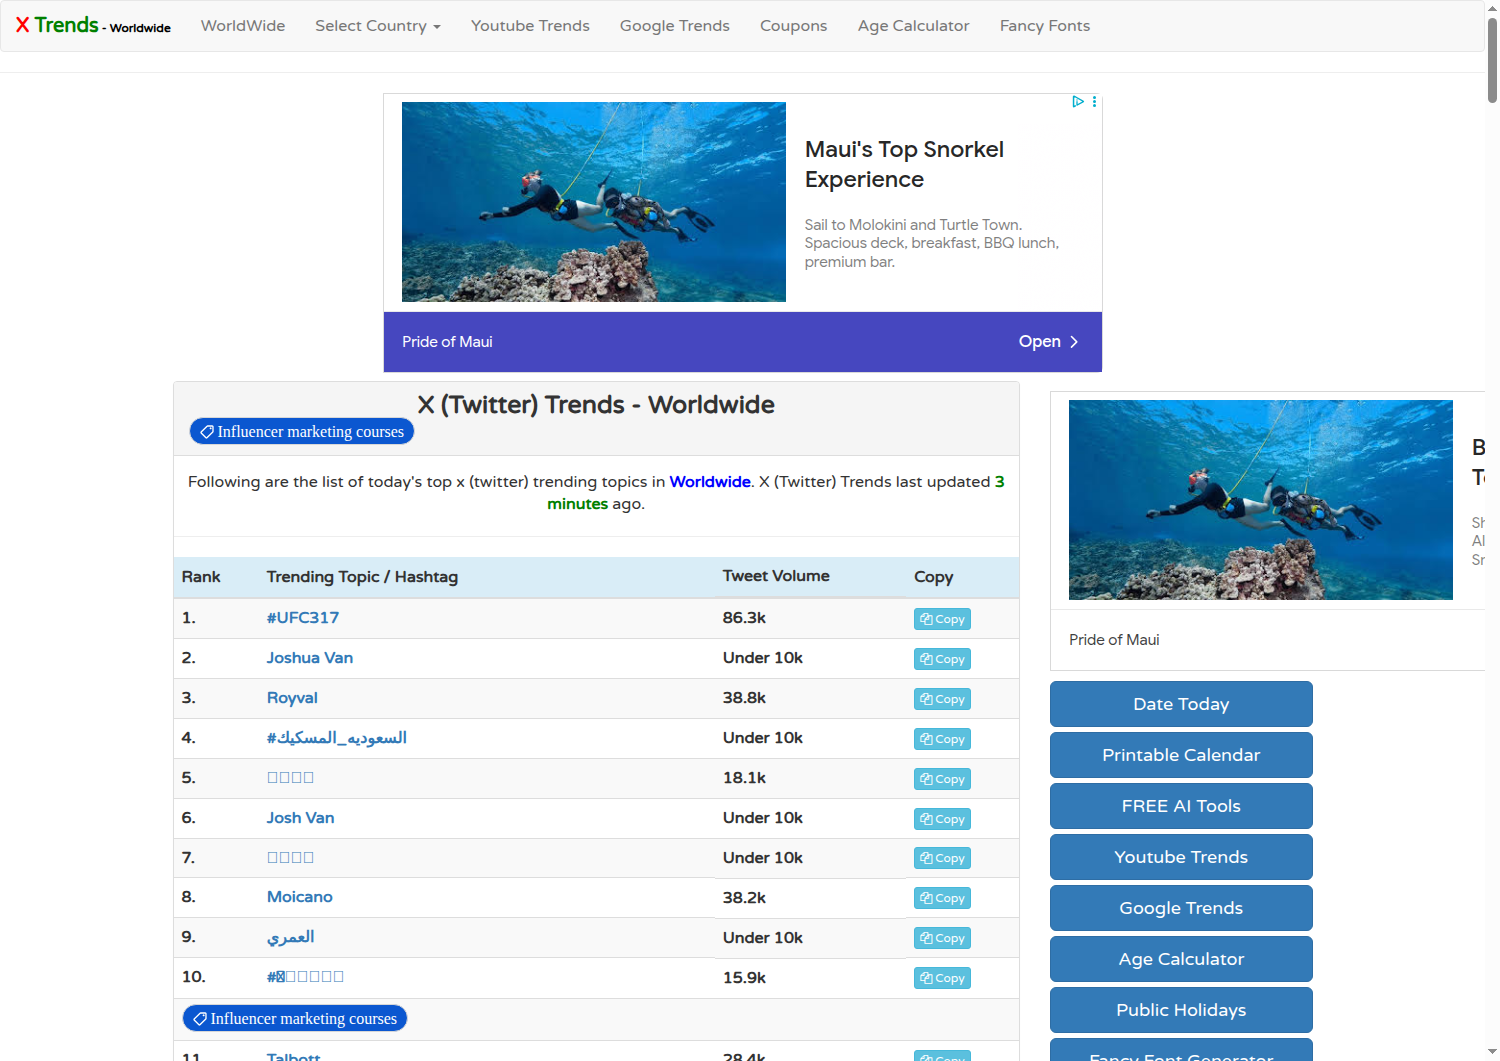 X Trends - Worldwide WorldWide Select Country Youtube Trends Google Trends Coupons Age Calculator Fancy Fonts
Maui's Top Snorkel
Experience
Sail to Molokini and Turtle Town.
Spacious deck, breakfast, BBQ lunch,
premium bar.
Pride of Maui Open
X (Twitter) Trends - Worldwide
Influencer marketing courses
Following are the list of today's top x (twitter) trending topics in Worldwide. X (Twitter) Trends last updated 3
minutes ago.
Rank Trending Topic / Hashtag Tweet Volume Copy
1. #UFC317 86.3k Copy
2. Joshua Van Under 10k Copy
3. Royval 38.8k Copy
4. #السعوديه_المسكيك Under 10k Copy
5. 18.1k Copy
6. Josh Van Under 10k Copy
7. Under 10k Copy
8. Moicano 38.2k Copy
9. العمري Under 10k Copy
10. # 15.9k Copy
Influencer marketing courses
11. Talbott 28.4k Copy
Pride of Maui
Date Today
Printable Calendar
FREE AI Tools
Youtube Trends
Google Trends
Age Calculator
Public Holidays
Fancy Font Generator